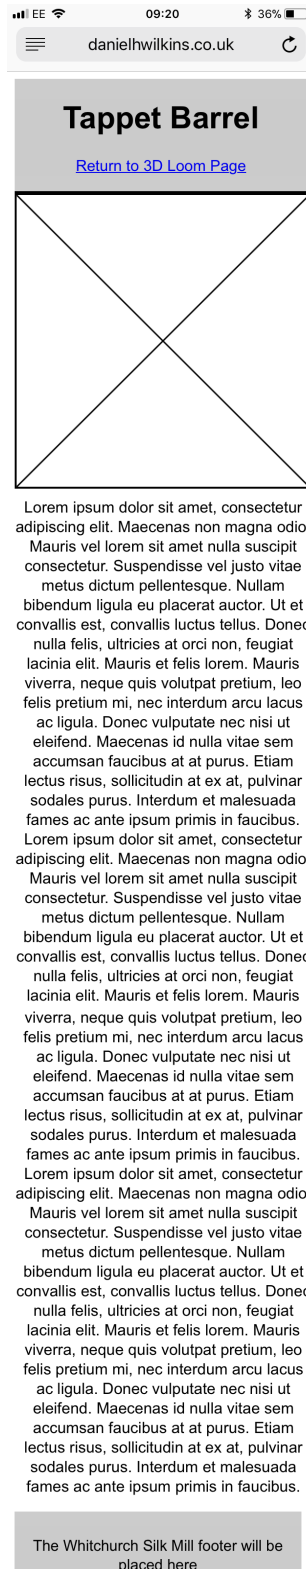 EE 09:20 36%
danielhwilkins.co.uk
Tappet Barrel
Return to 3D Loom Page
Lorem ipsum dolor sit amet, consectetur
adipiscing elit. Maecenas non magna odio
Mauris vel lorem sit amet nulla suscipit
consectetur. Suspendisse vel justo vitae
metus dictum pellentesque. Nullam
bibendum ligula eu placerat auctor. Ut et
convallis est, convallis luctus tellus. Donec
nulla felis, ultricies at orci non, feugiat
lacinia elit. Mauris et felis lorem. Mauris
viverra, neque quis volutpat pretium, leo
felis pretium mi, nec interdum arcu lacus
ac ligula. Donec vulputate nec nisi ut
eleifend. Maecenas id nulla vitae sem
accumsan faucibus at at purus. Etiam
lectus risus, sollicitudin at ex at, pulvinar
sodales purus. Interdum et malesuada
fames ac ante ipsum primis in faucibus.
Lorem ipsum dolor sit amet, consectetur
adipiscing elit. Maecenas non magna odio
Mauris vel lorem sit amet nulla suscipit
consectetur. Suspendisse vel justo vitae
metus dictum pellentesque. Nullam
bibendum ligula eu placerat auctor. Ut et
convallis est, convallis luctus tellus. Donec
nulla felis, ultricies at orci non, feugiat
lacinia elit. Mauris et felis lorem. Mauris
viverra, neque quis volutpat pretium, leo
felis pretium mi, nec interdum arcu lacus
ac ligula. Donec vulputate nec nisi ut
eleifend. Maecenas id nulla vitae sem
accumsan faucibus at at purus. Etiam
lectus risus, sollicitudin at ex at, pulvinar
sodales purus. Interdum et malesuada
fames ac ante ipsum primis in faucibus.
Lorem ipsum dolor sit amet, consectetur
adipiscing elit. Maecenas non magna odio
Mauris vel lorem sit amet nulla suscipit
consectetur. Suspendisse vel justo vitae
metus dictum pellentesque. Nullam
bibendum ligula eu placerat auctor. Ut et
convallis est, convallis luctus tellus. Donec
nulla felis, ultricies at orci non, feugiat
lacinia elit. Mauris et felis lorem. Mauris
viverra, neque quis volutpat pretium, leo
felis pretium mi, nec interdum arcu lacus
ac ligula. Donec vulputate nec nisi ut
eleifend. Maecenas id nulla vitae sem
accumsan faucibus at at purus. Etiam
lectus risus, sollicitudin at ex at, pulvinar
sodales purus. Interdum et malesuada
fames ac ante ipsum primis in faucibus.
The Whitchurch Silk Mill footer will be
placed here